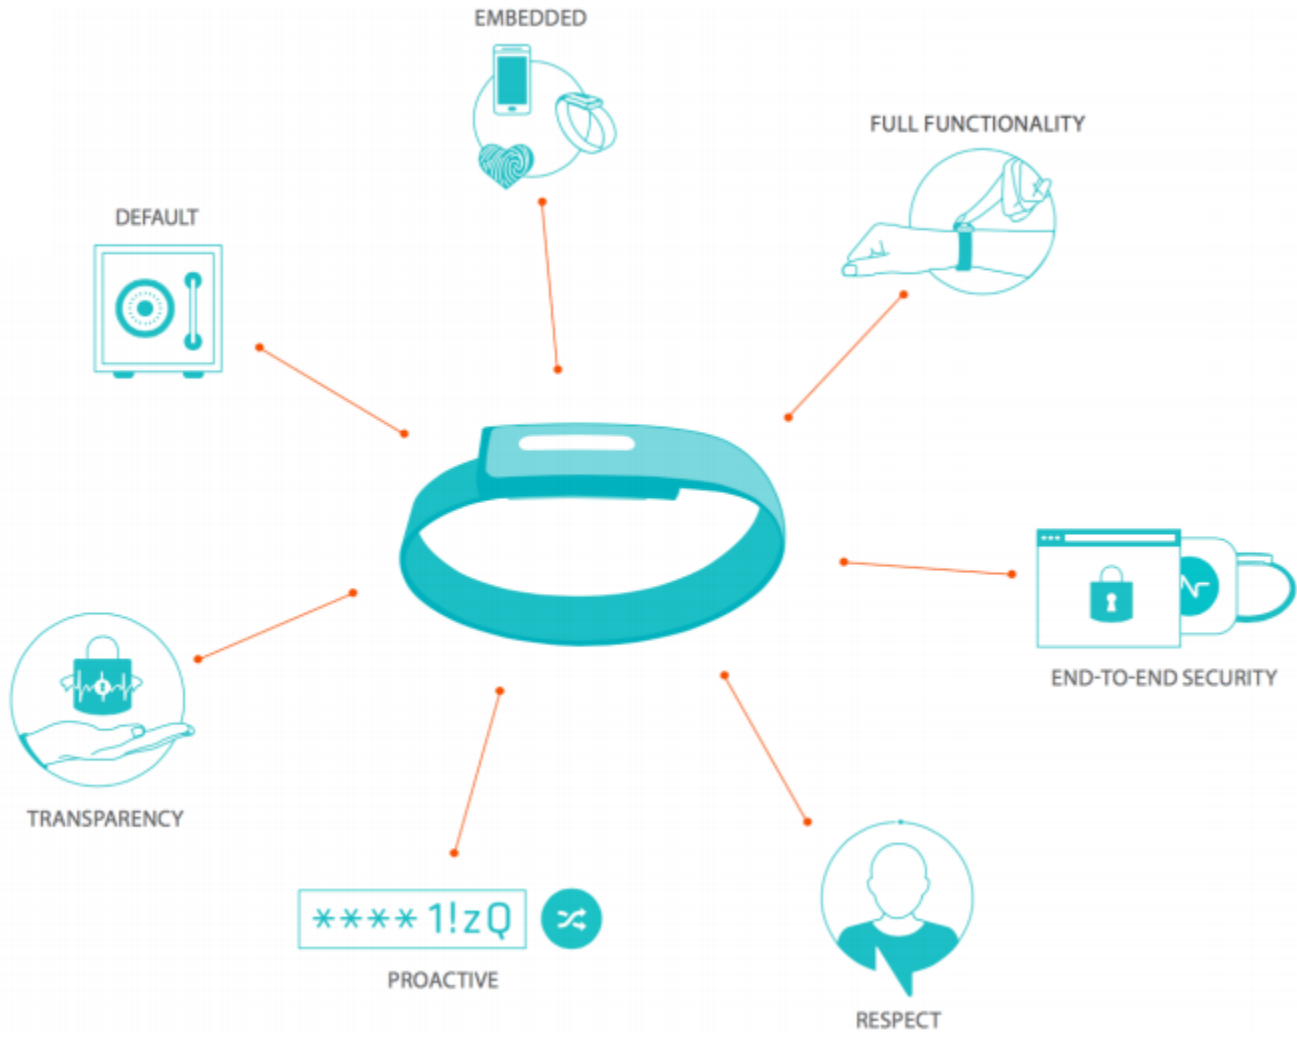 EMBEDDED
FULL FUNCTIONALITY
DEFAULT
END-TO-END SECURITY
TRANSPARENCY
****1!zQ
PROACTIVE
RESPECT